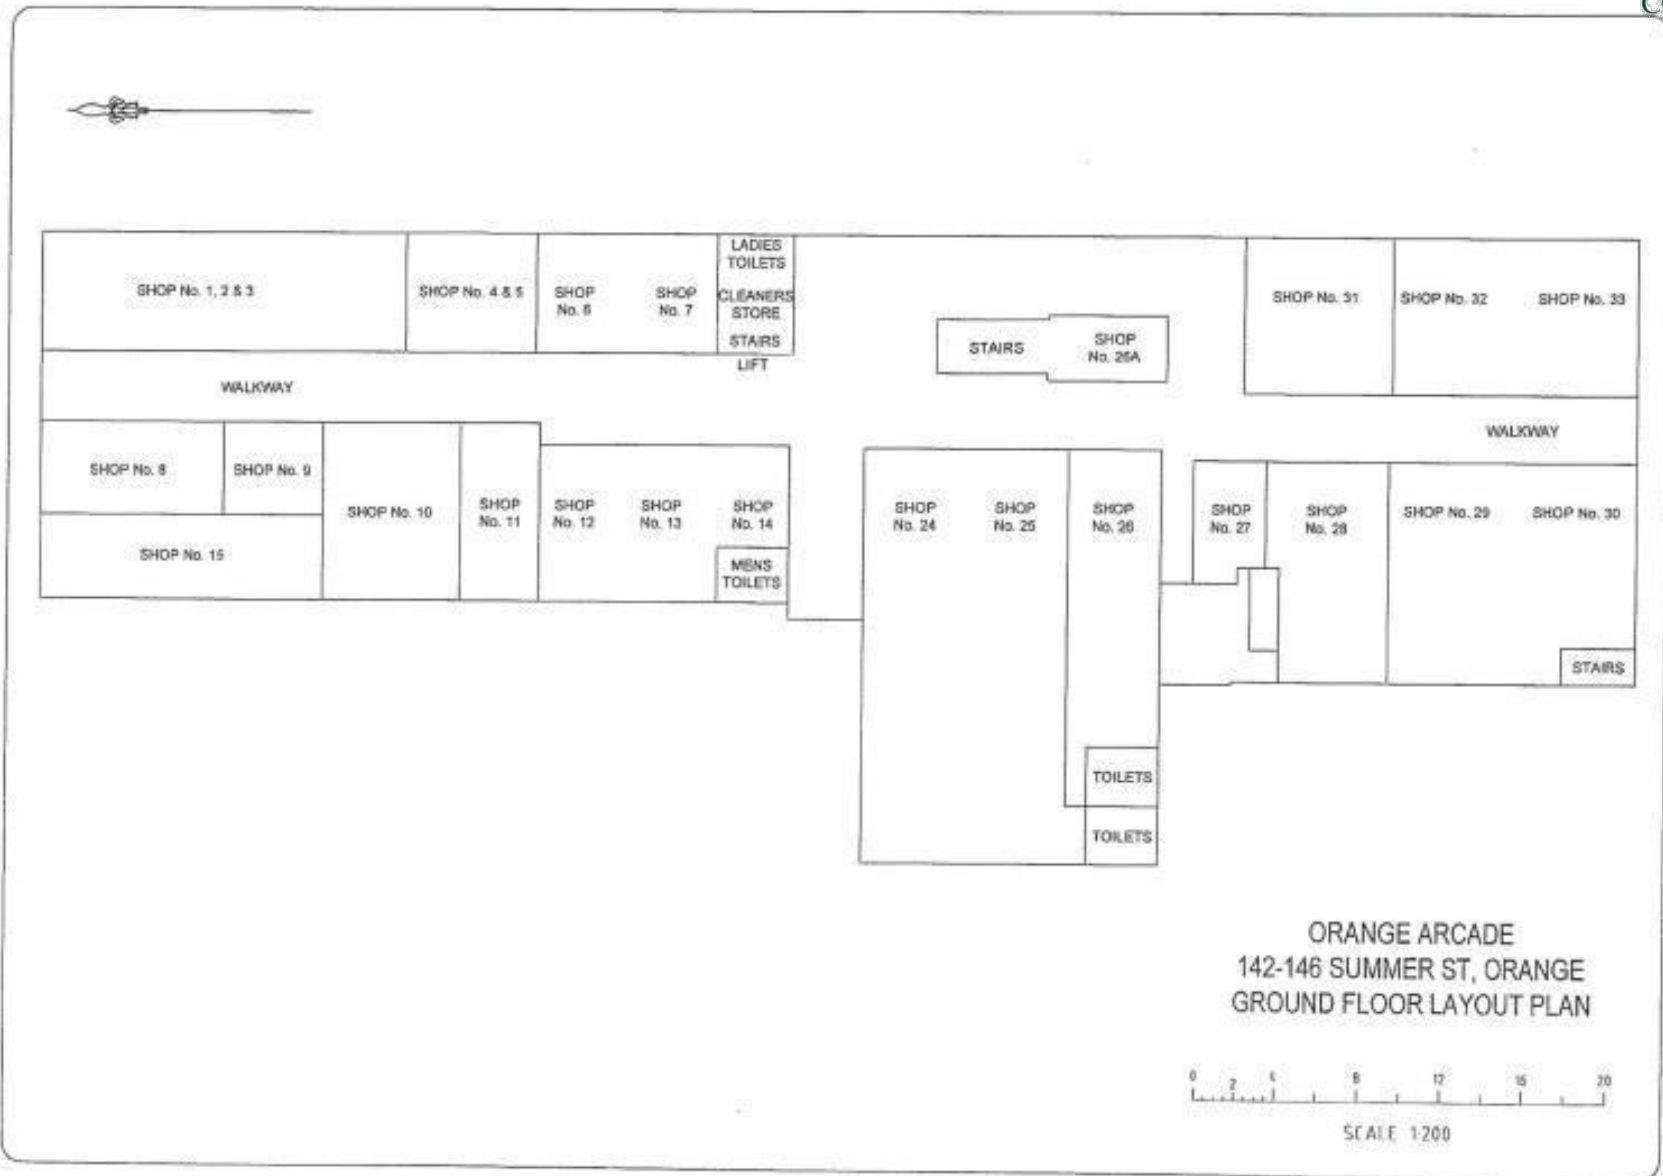 LADIES
TOILETS
SHOP No. 1, 2 & 3
SHOP No. 4 & 5
SHOP
No. 6
SHOP
No. 7
CLEANERS
STORE
STAIRS
LIFT
STAIRS
SHOP
No. 26A
SHOP No. 31
SHOP No. 32
SHOP No. 33
WALKWAY
WALKWAY
SHOP No. 8
SHOP No. 9
SHOP No. 10
SHOP
No. 11
SHOP
No. 12
SHOP
No. 13
SHOP
No. 14
SHOP No. 15
MENS
TOILETS
SHOP
No. 24
SHOP
No. 25
SHOP
No. 26
SHOP
No. 27
SHOP
No. 28
SHOP No. 29
SHOP No. 30
STAIRS
TOILETS
TOILETS
ORANGE ARCADE
142-146 SUMMER ST, ORANGE
GROUND FLOOR LAYOUT PLAN
0 2 8 12 20
SCALE 1:200